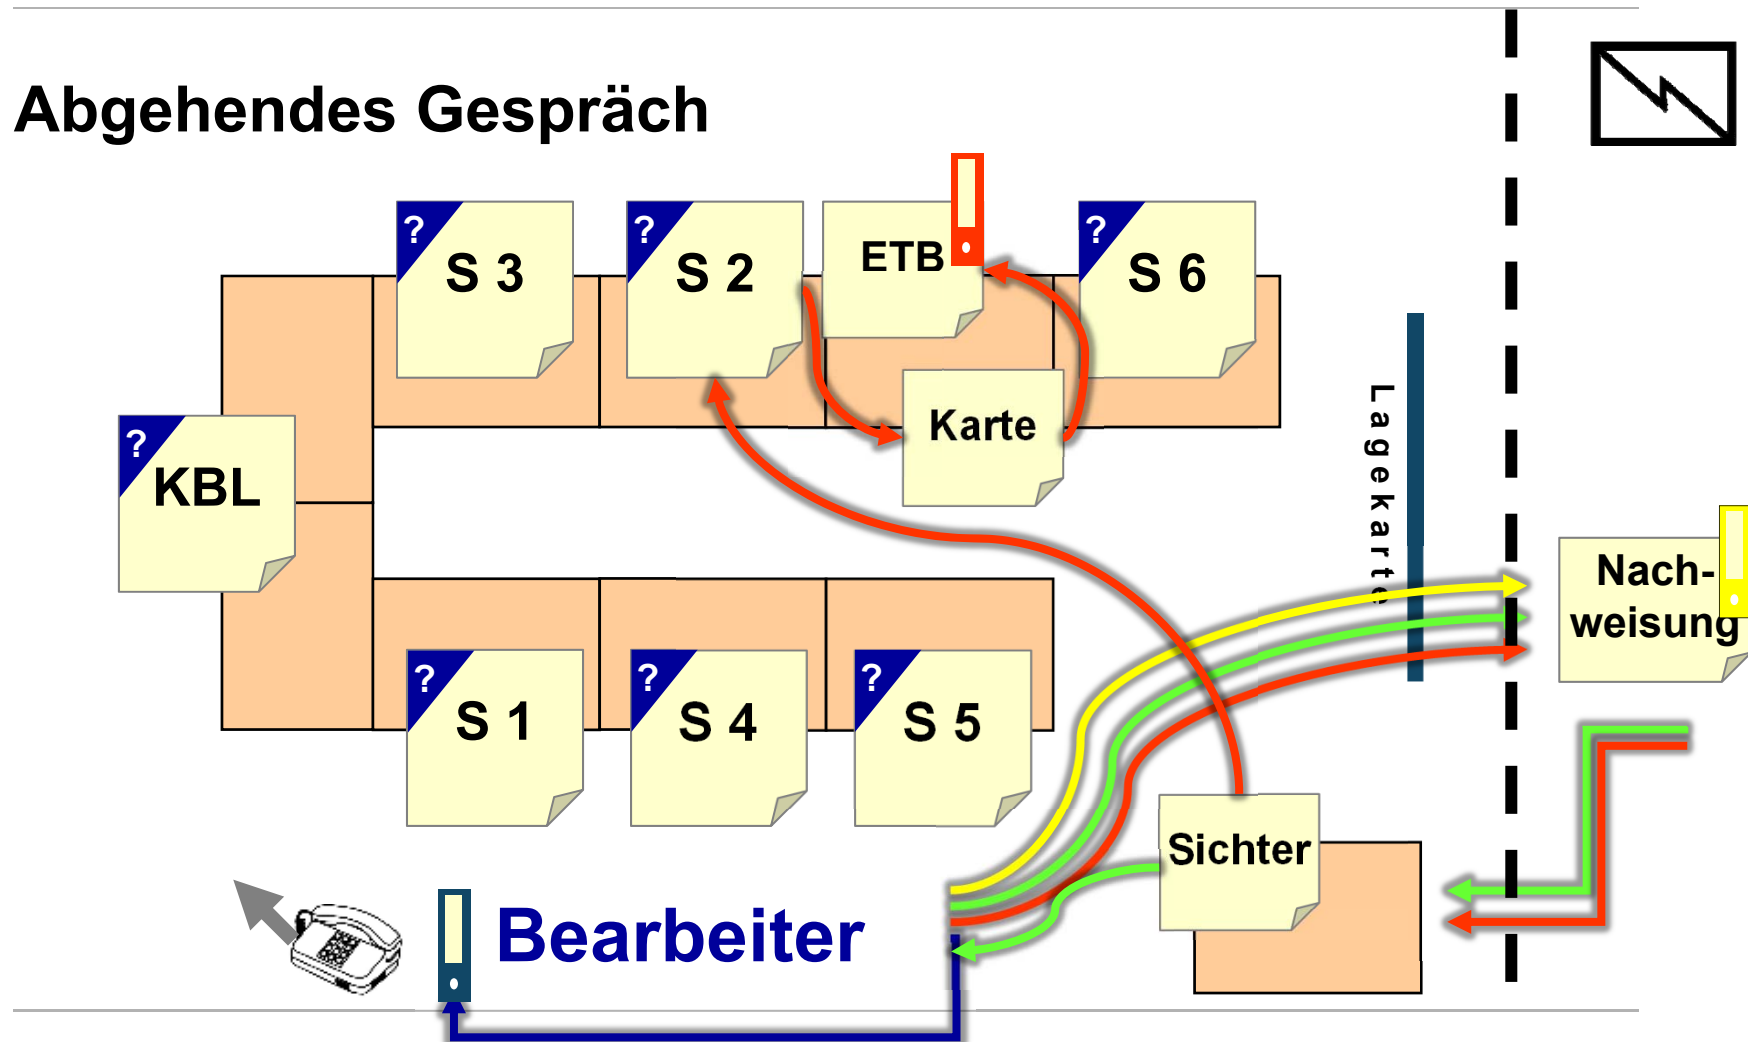 Abgehendes Gespräch
?
S 3
?
S 2
ETB
?
S 6
?
KBL
Karte
Lagekarte
Nach-
weisung
?
S 1
?
S 4
?
S 5
Sichter
Bearbeiter